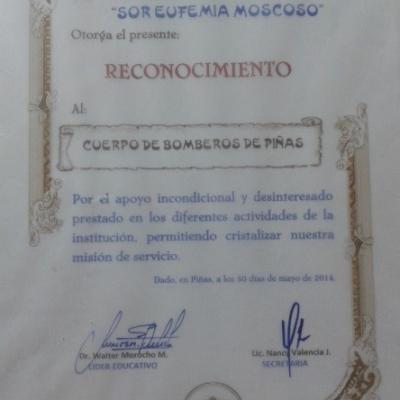 "SOR EUFEMIA MOSCOSO"
Otorga el presente:
RECONOCIMIENTO
Al:
CUERPO DE BOMBEROS DE PIÑAS
Por el apoyo incondicional y desinteresado
prestado en los diferentes actividades de la
institución, permitiendo cristalizar nuestra
misión de servicio.
Dado, en Piñas, a los 30 días de mayo de 2014.
Dr. Walter Morocho M. Lic. Nancy Valencia J.
LIDER EDUCATIVO SECRETARIA